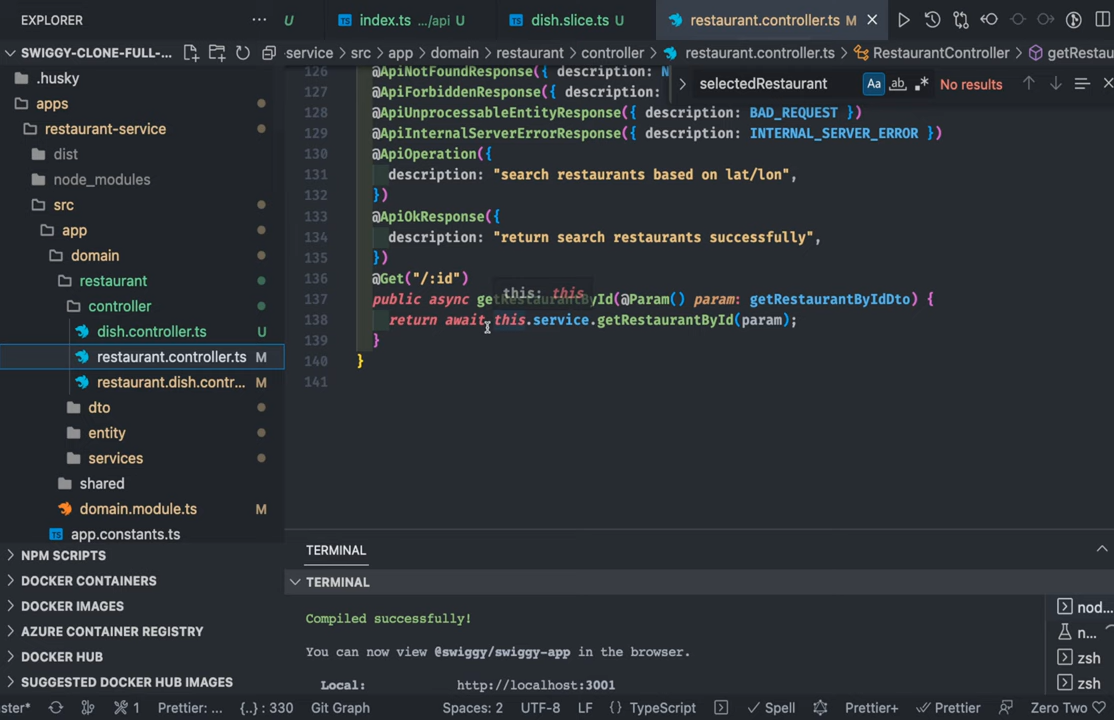 EXPLORER
SWIGGY-CLONE-FULL-...
.husky
apps
restaurant-service
dist
node_modules
src
app
domain
restaurant
controller
dish.controller.ts U
restaurant.controller.ts M
restaurant.dish.contr... M
dto
entity
services
shared
domain.module.ts M
app.constants.ts
NPM SCRIPTS
DOCKER CONTAINERS
DOCKER IMAGES
AZURE CONTAINER REGISTRY
DOCKER HUB
SUGGESTED DOCKER HUB IMAGES
U index.ts .../api U dish.slice.ts U restaurant.controller.ts M
-service > src > app > domain > restaurant > controller > restaurant.controller.ts > RestaurantController > getRestau
selectedRestaurant Aa ab No results
126 @ApiNotFoundResponse({ description: N
127 @ApiForbiddenResponse({ description:
128 @ApiUnprocessableEntityResponse({ description: BAD_REQUEST })
129 @ApiInternalServerErrorResponse({ description: INTERNAL_SERVER_ERROR })
130 @ApiOperation({
131 description: "search restaurants based on lat/lon",
132 })
133 @ApiOkResponse({
134 description: "return search restaurants successfully",
135 })
136 @Get("/:id")
this: this
137 public async getRestaurantById(@Param() param: getRestaurantByIdDto) {
138 return await this.service.getRestaurantById(param);
139 }
140 }
141
TERMINAL
TERMINAL
Compiled successfully!
You can now view @swiggy/swiggy-app in the browser.
Local: http://localhost:3001
nod...
n...
zsh
zsh
ster* 1 Prettier: ... {..} : 330 Git Graph Spaces: 2 UTF-8 LF {} TypeScript Spell Prettier+ Prettier Zero Two